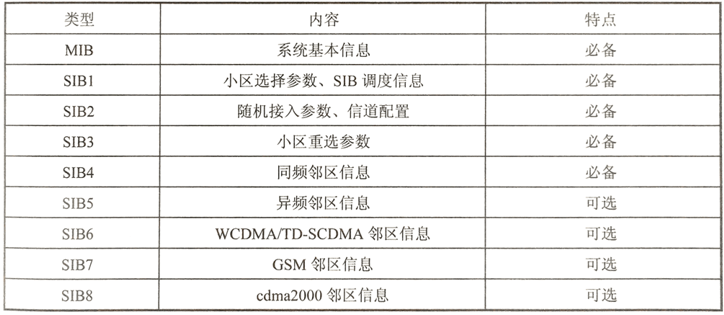 类型 内容 特点
MIB 系统基本信息 必备
SIB1 小区选择参数、SIB 调度信息 必备
SIB2 随机接入参数、信道配置 必备
SIB3 小区重选参数 必备
SIB4 同频邻区信息 必备
SIB5 异频邻区信息 可选
SIB6 WCDMA/TD-SCDMA 邻区信息 可选
SIB7 GSM 邻区信息 可选
SIB8 cdma2000 邻区信息 可选